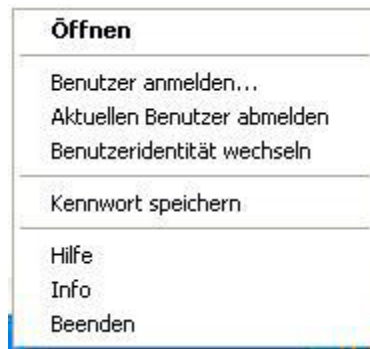 Öffnen
Benutzer anmelden...
Aktuellen Benutzer abmelden
Benutzeridentität wechseln
Kennwort speichern
Hilfe
Info
Beenden